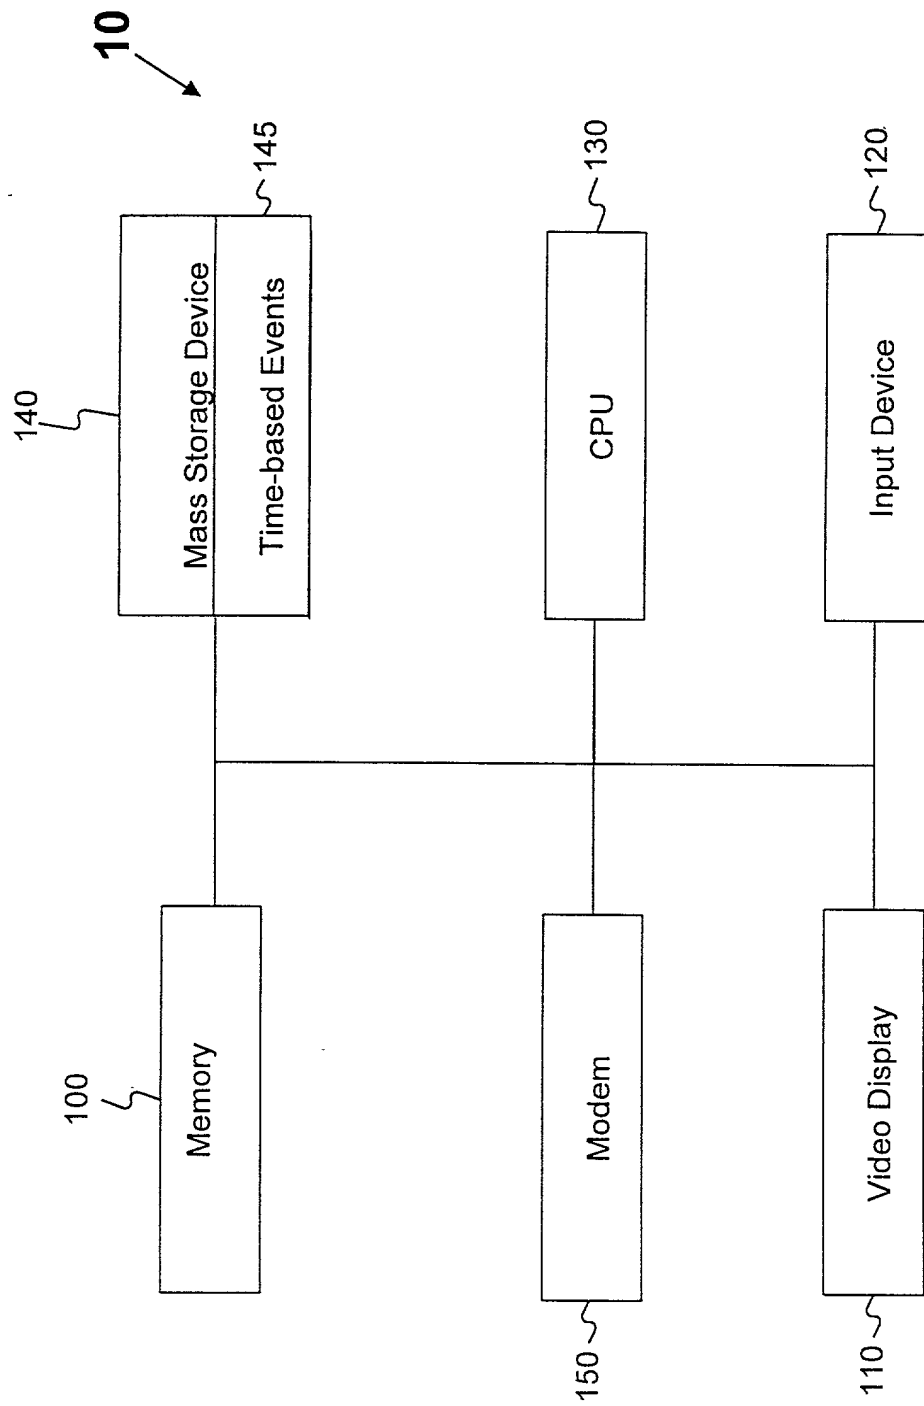 10
140
Mass Storage Device
Time-based Events
145
100
Memory
130
CPU
Modem
150
120
Input Device
Video Display
110